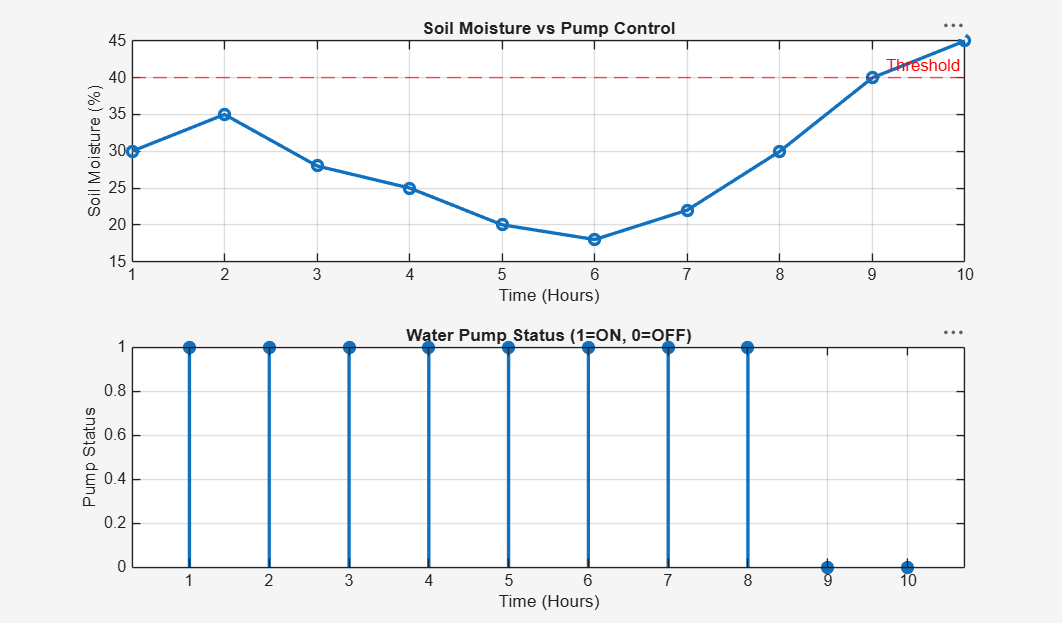 Soil Moisture vs Pump Control
45
40
35
30
25
20
15
Soil Moisture (%)
Threshold
1 2 3 4 5 6 7 8 9 10
Time (Hours)
Water Pump Status (1=ON, 0=OFF)
1
0.8
0.6
0.4
0.2
0
Pump Status
1 2 3 4 5 6 7 8 9 10
Time (Hours)